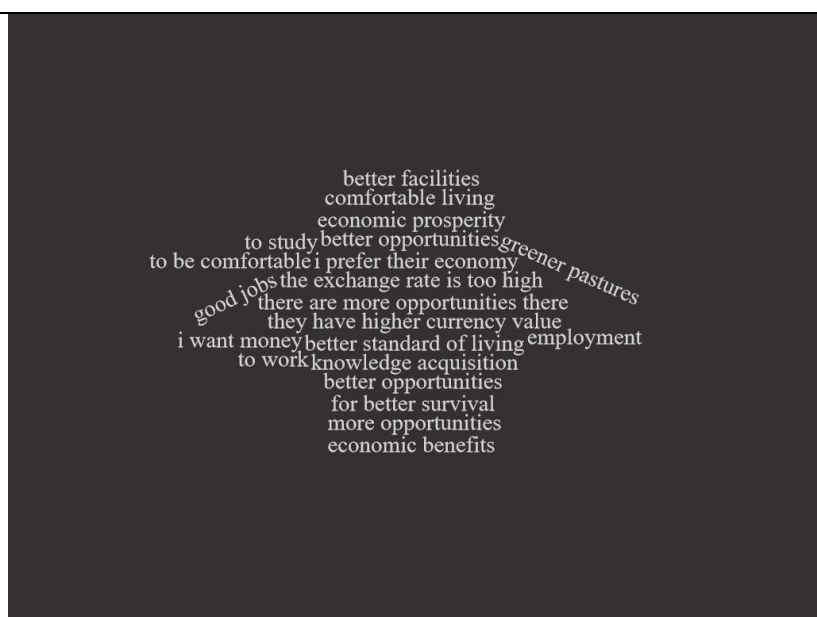 better facilities
comfortable living
economic prosperity
to study
better opportunities
greener pastures
to be comfortable
i prefer their economy
good jobs
the exchange rate is too high
there are more opportunities there
they have higher currency value
i want money
better standard of living
employment
to work
knowledge acquisition
better opportunities
for better survival
more opportunities
economic benefits